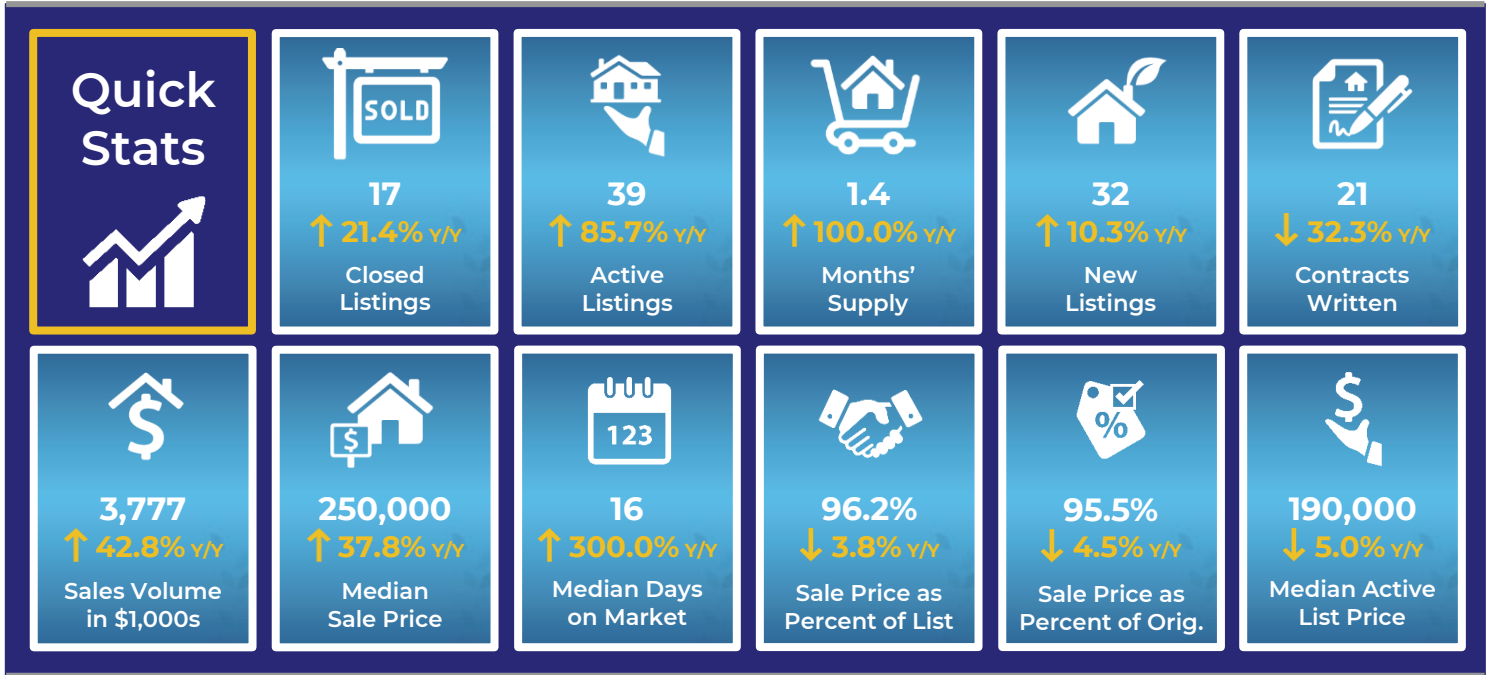 Quick
Stats
SOLD
17
↑ 21.4% Y/Y
Closed
Listings
39
↑ 85.7% Y/Y
Active
Listings
1.4
↑ 100.0% Y/Y
Months’
Supply
32
↑ 10.3% Y/Y
New
Listings
21
↓ 32.3% Y/Y
Contracts
Written
$
3,777
↑ 42.8% Y/Y
Sales Volume
in $1,000s
$
250,000
↑ 37.8% Y/Y
Median
Sale Price
123
16
↑ 300.0% Y/Y
Median Days
on Market
96.2%
↓ 3.8% Y/Y
Sale Price as
Percent of List
%
95.5%
↓ 4.5% Y/Y
Sale Price as
Percent of Orig.
$
190,000
↓ 5.0% Y/Y
Median Active
List Price